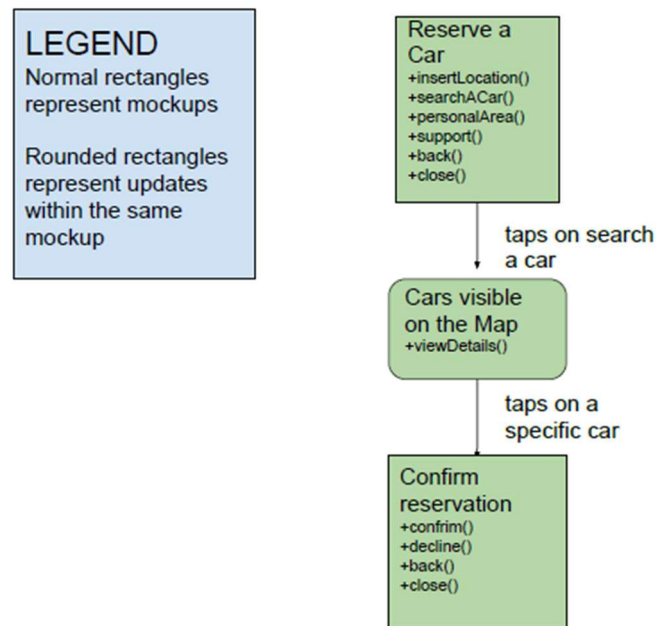 LEGEND
Normal rectangles
represent mockups
Rounded rectangles
represent updates
within the same
mockup
Reserve a
Car
+insertLocation()
+searchACar()
+personalArea()
+support()
+back()
+close()
taps on search
a car
Cars visible
on the Map
+viewDetails()
taps on a
specific car
Confirm
reservation
+confrim()
+decline()
+back()
+close()